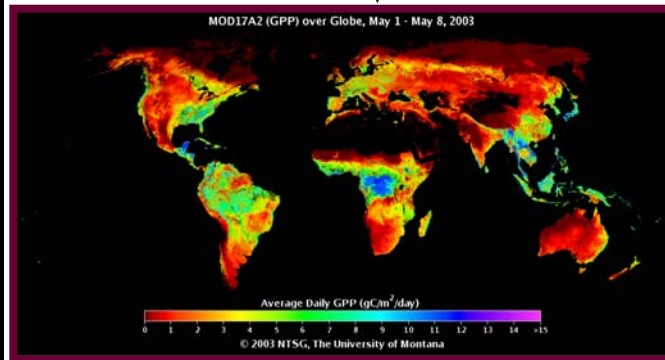 MOD17A2 (GPP) over Globe, May 1 - May 8, 2003
Average Daily GPP (gC/m²/day)
0 1 2 3 4 5 6 7 8 9 10 11 12 13 14 >15
© 2003 NTSG, The University of Montana